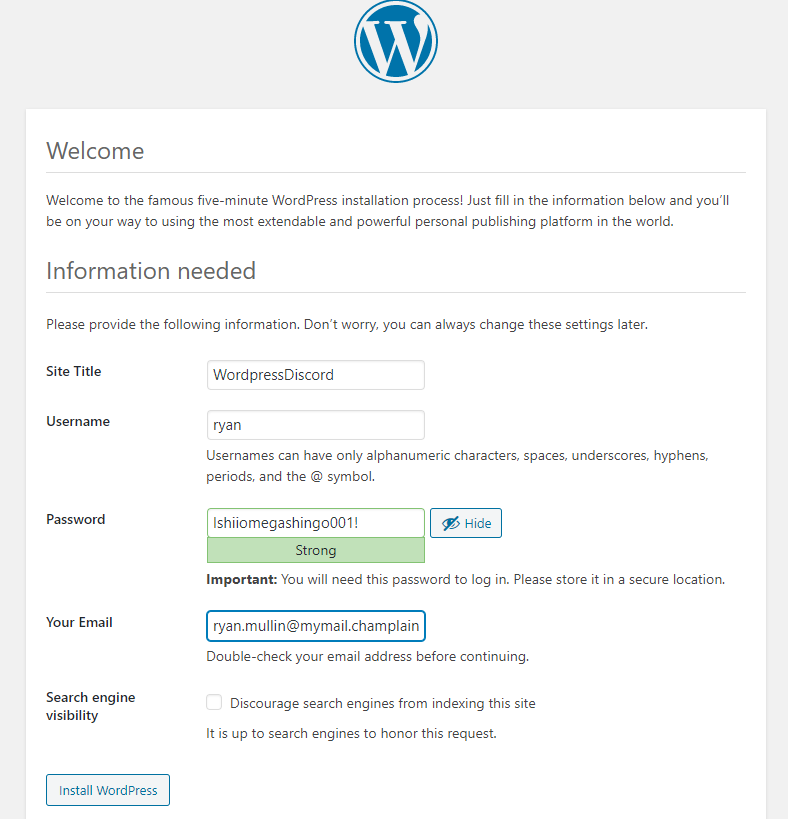 Welcome
Welcome to the famous five-minute WordPress installation process! Just fill in the information below and you’ll
be on your way to using the most extendable and powerful personal publishing platform in the world.
Information needed
Please provide the following information. Don’t worry, you can always change these settings later.
Site Title
WordpressDiscord
Username
ryan
Usernames can have only alphanumeric characters, spaces, underscores, hyphens,
periods, and the @ symbol.
Password
Ishiiomegashingo001!
Hide
Strong
Important: You will need this password to log in. Please store it in a secure location.
Your Email
ryan.mullin@mymail.champlain
Double-check your email address before continuing.
Search engine
visibility
Discourage search engines from indexing this site
It is up to search engines to honor this request.
Install WordPress